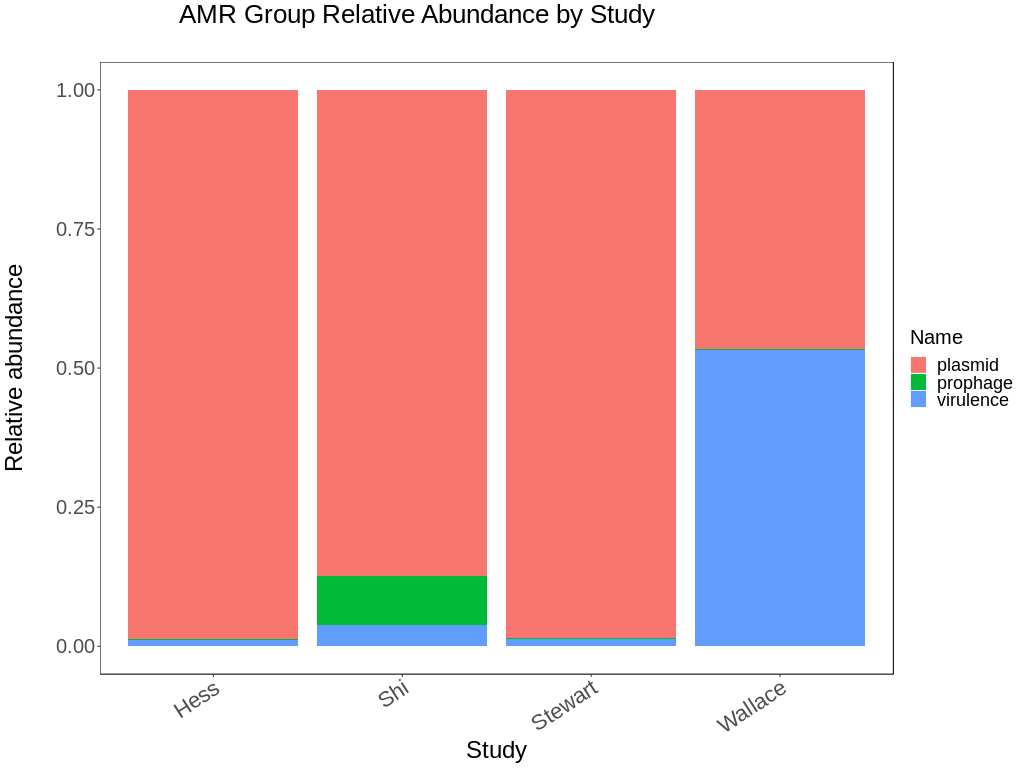 AMR Group Relative Abundance by Study
Relative abundance
1.00
0.75
0.50
0.25
0.00
Hess
Shi
Stewart
Wallace
Study
Name
plasmid
prophage
virulence